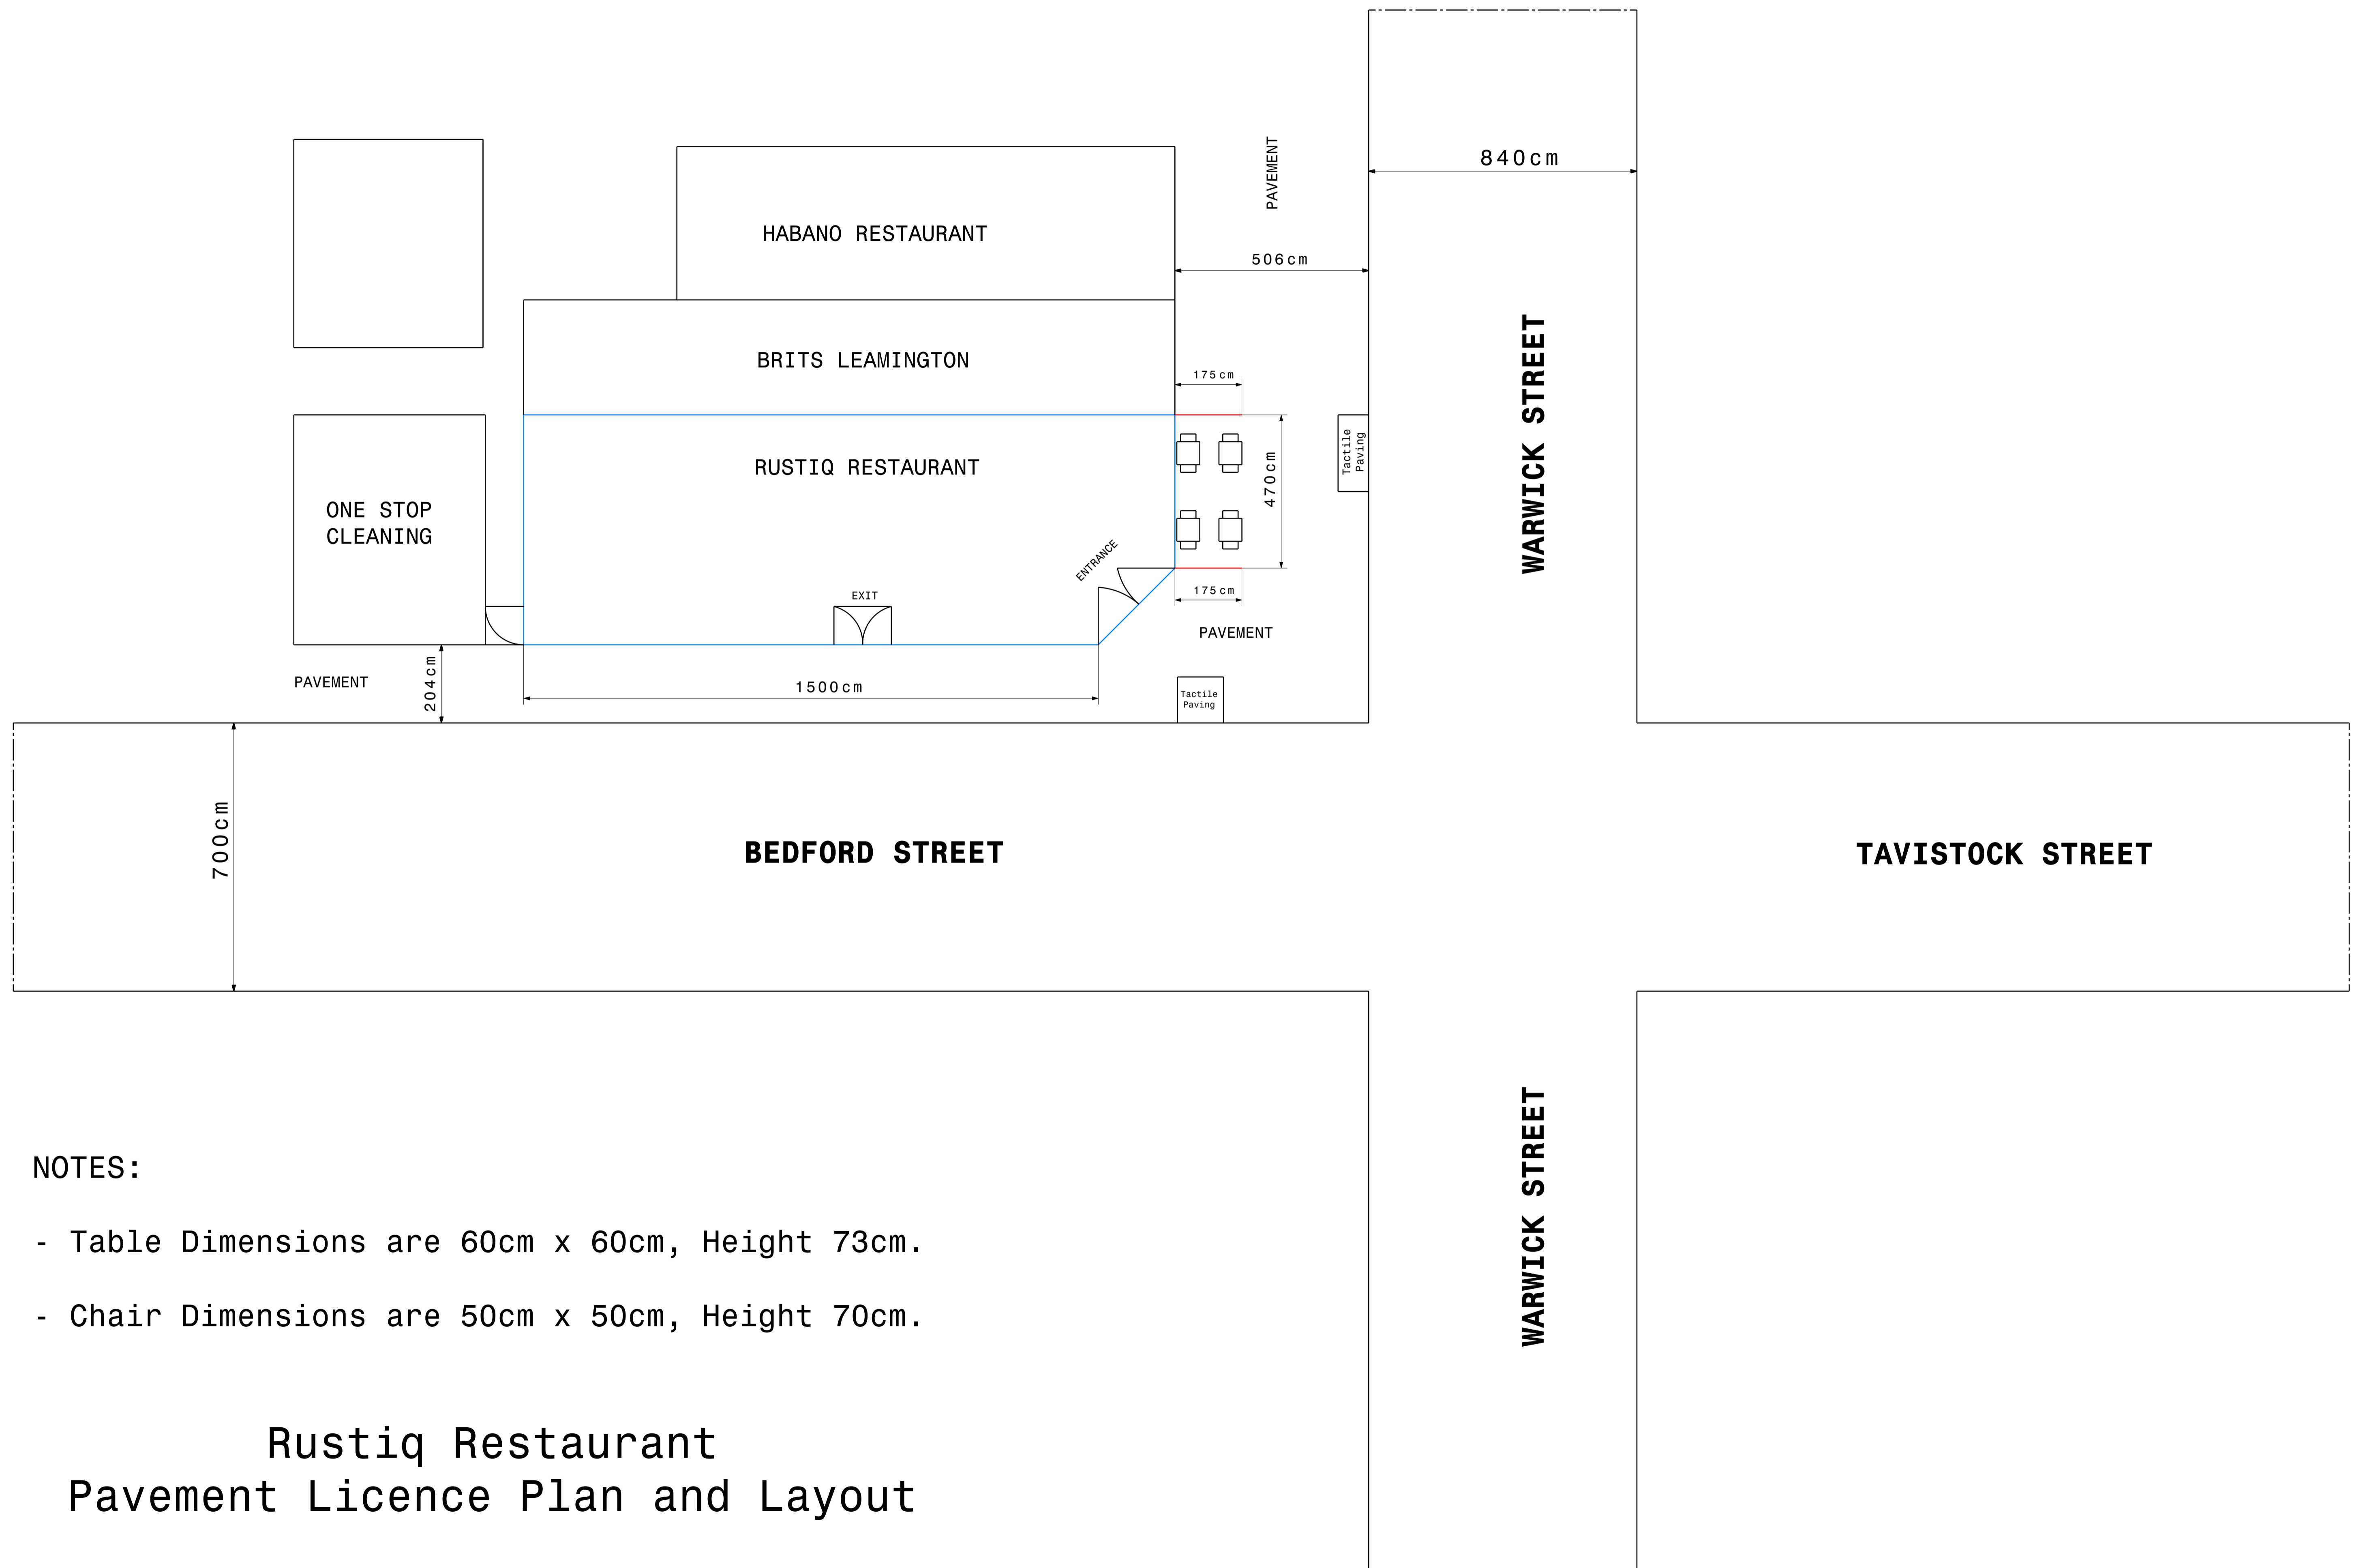 PAVEMENT
840cm
HABANO RESTAURANT
506cm
BRITS LEAMINGTON
175cm
WARWICK STREET
RUSTIQ RESTAURANT
470cm
Tactile
Paving
ONE STOP
CLEANING
ENTRANCE
EXIT
175cm
PAVEMENT
PAVEMENT
204cm
1500cm
Tactile
Paving
700cm
BEDFORD STREET
TAVISTOCK STREET
WARWICK STREET
NOTES:
- Table Dimensions are 60cm x 60cm, Height 73cm.
- Chair Dimensions are 50cm x 50cm, Height 70cm.
Rustiq Restaurant
Pavement Licence Plan and Layout